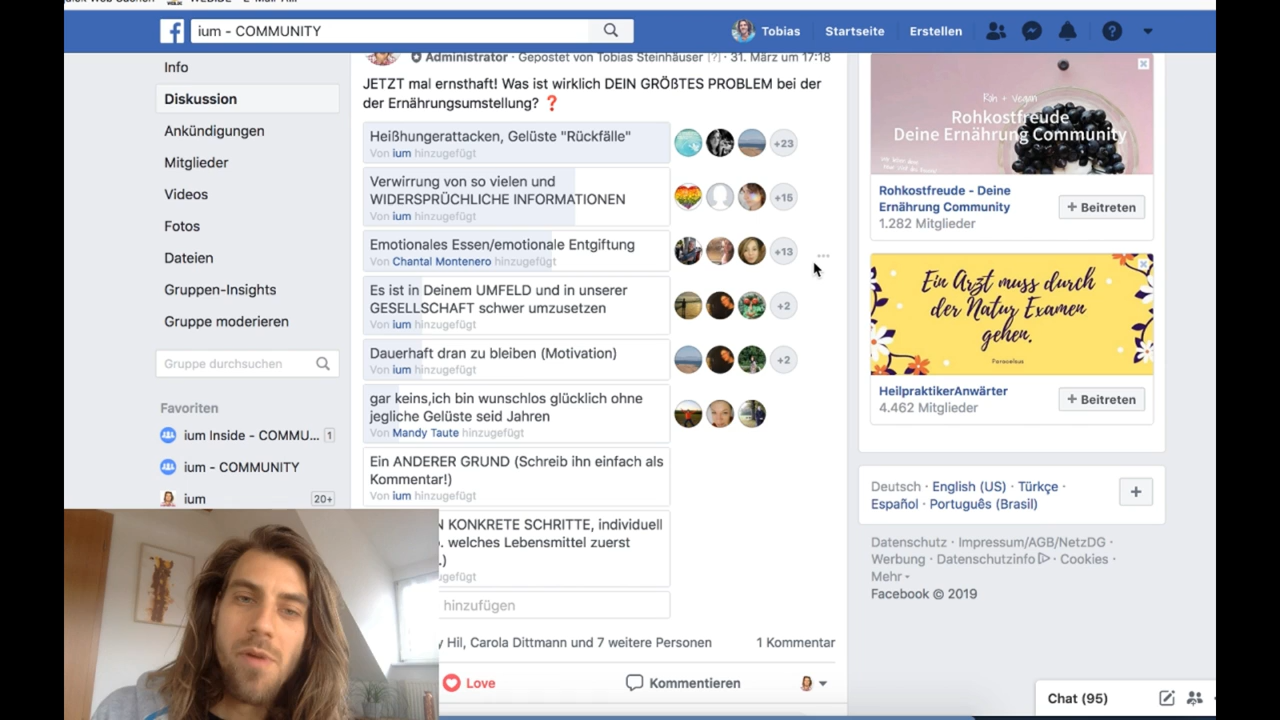 ium - COMMUNITY
Tobias
Startseite
Erstellen
Info
Diskussion
Ankündigungen
Mitglieder
Videos
Fotos
Dateien
Gruppen-Insights
Gruppe moderieren
Gruppe durchsuchen
Favoriten
ium Inside - COMMU... 1
ium - COMMUNITY
ium 20+
Administrator · Gepostet von Tobias Steinhäuser [?] · 31. März um 17:18
JETZT mal ernsthaft! Was ist wirklich DEIN GRÖßTES PROBLEM bei der
der Ernährungsumstellung? ❓
Heißhungerattacken, Gelüste "Rückfälle"
Von ium hinzugefügt
+23
Verwirrung von so vielen und
WIDERSPRÜCHLICHE INFORMATIONEN
Von ium hinzugefügt
+15
Emotionales Essen/emotionale Entgiftung
Von Chantal Montenero hinzugefügt
+13
Es ist in Deinem UMFELD und in unserer
GESELLSCHAFT schwer umzusetzen
Von ium hinzugefügt
+2
Dauerhaft dran zu bleiben (Motivation)
Von ium hinzugefügt
+2
gar keins,ich bin wunschlos glücklich ohne
jegliche Gelüste seid Jahren
Von Mandy Taute hinzugefügt
Ein ANDERER GRUND (Schreib ihn einfach als
Kommentar!)
Von ium hinzugefügt
N KONKRETE SCHRITTE, individuell
. welches Lebensmittel zuerst
.)
ugefügt
hinzufügen
y Hil, Carola Dittmann und 7 weitere Personen
1 Kommentar
Love
Kommentieren
Roh + Vegan
Rohkostfreude
Deine Ernährung Community
Rohkostfreude - Deine
Ernährung Community
1.282 Mitglieder
+ Beitreten
Ein Arzt muss durch
der Natur Examen
gehen.
Paracelsus
HeilpraktikerAnwärter
4.462 Mitglieder
+ Beitreten
Deutsch · English (US) · Türkçe ·
Español · Português (Brasil)
Datenschutz · Impressum/AGB/NetzDG ·
Werbung · Datenschutzinfo · Cookies ·
Mehr
Facebook © 2019
Chat (95)